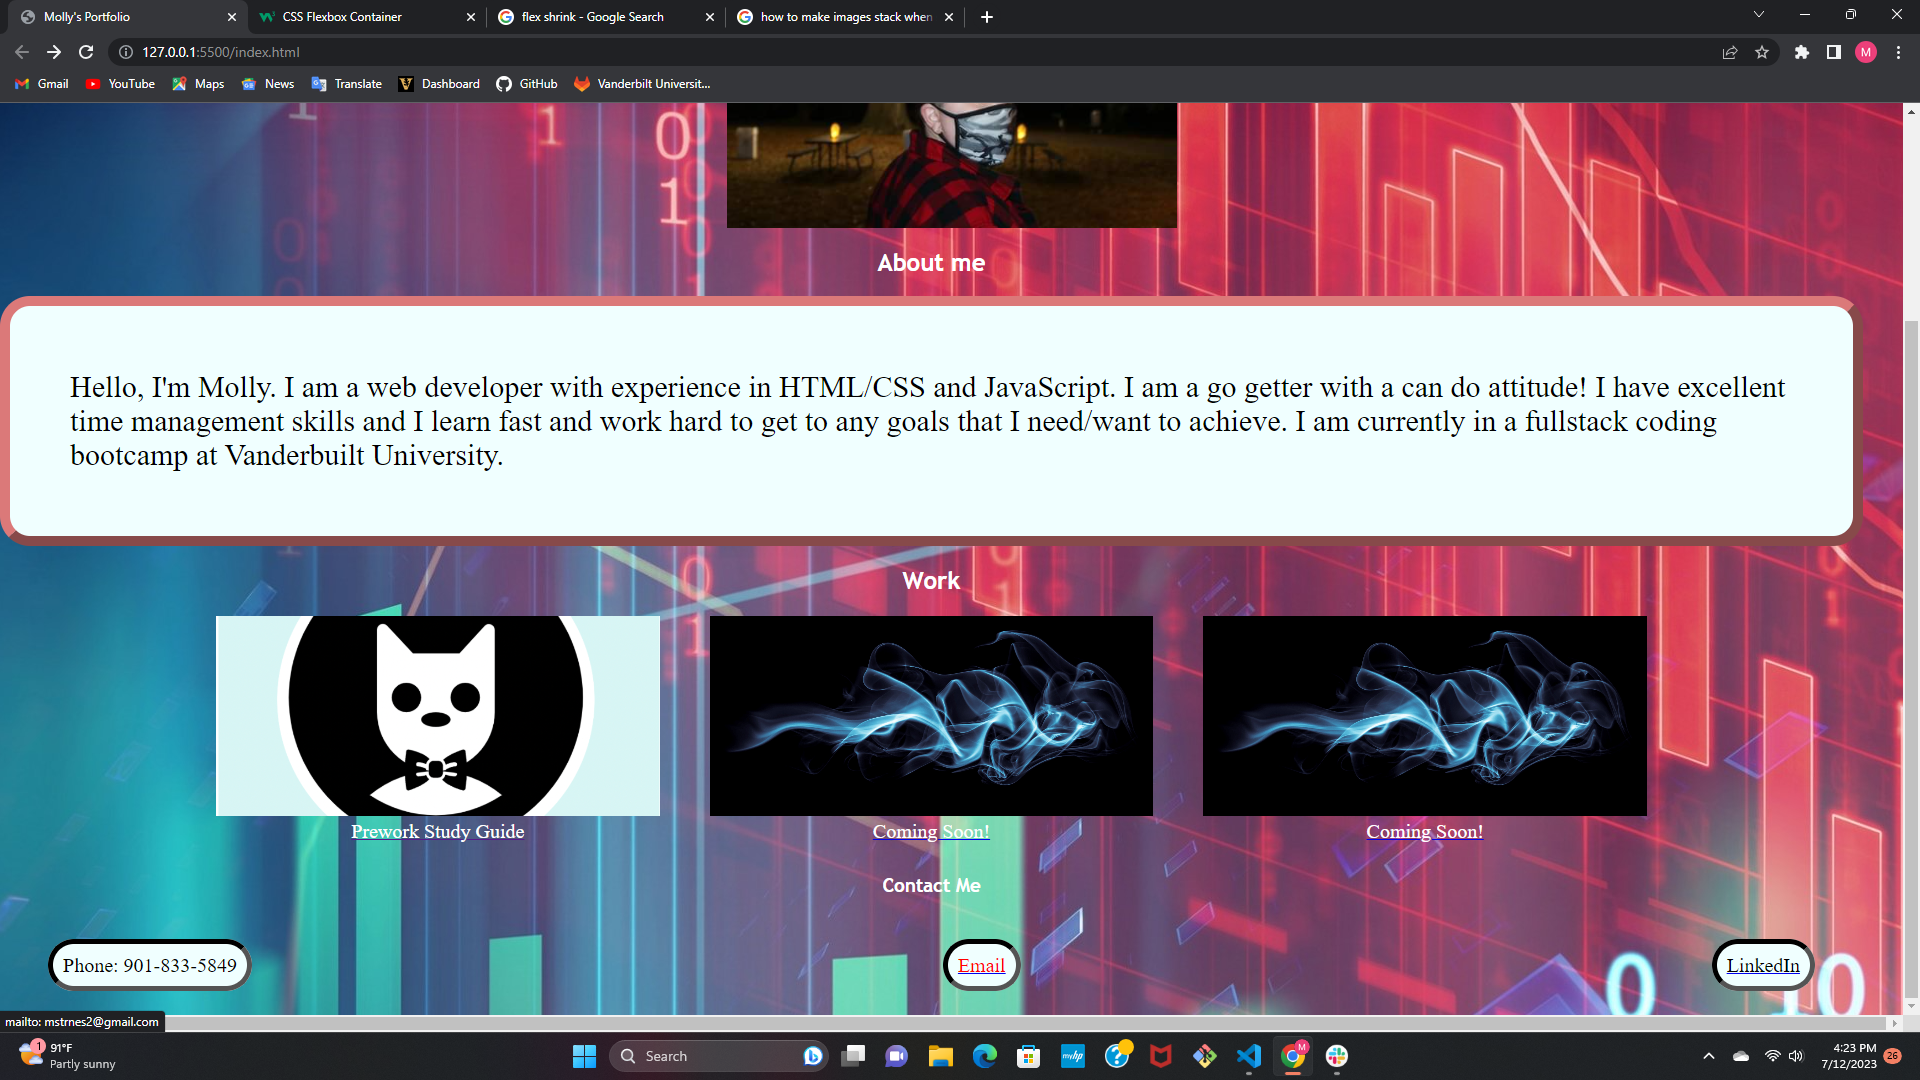 Molly's Portfolio
CSS Flexbox Container
flex shrink - Google Search
how to make images stack when
127.0.0.1:5500/index.html
M
Gmail
YouTube
Maps
News
Translate
Dashboard
GitHub
Vanderbilt Universit...
About me
Hello, I'm Molly. I am a web developer with experience in HTML/CSS and JavaScript. I am a go getter with a can do attitude! I have excellent
time management skills and I learn fast and work hard to get to any goals that I need/want to achieve. I am currently in a fullstack coding
bootcamp at Vanderbuilt University.
Work
Prework Study Guide
Coming Soon!
Coming Soon!
Contact Me
Phone: 901-833-5849
Email
LinkedIn
mailto: mstrnes2@gmail.com
1
91°F
Partly sunny
Search
myhp
M
4:23 PM
7/12/2023
26